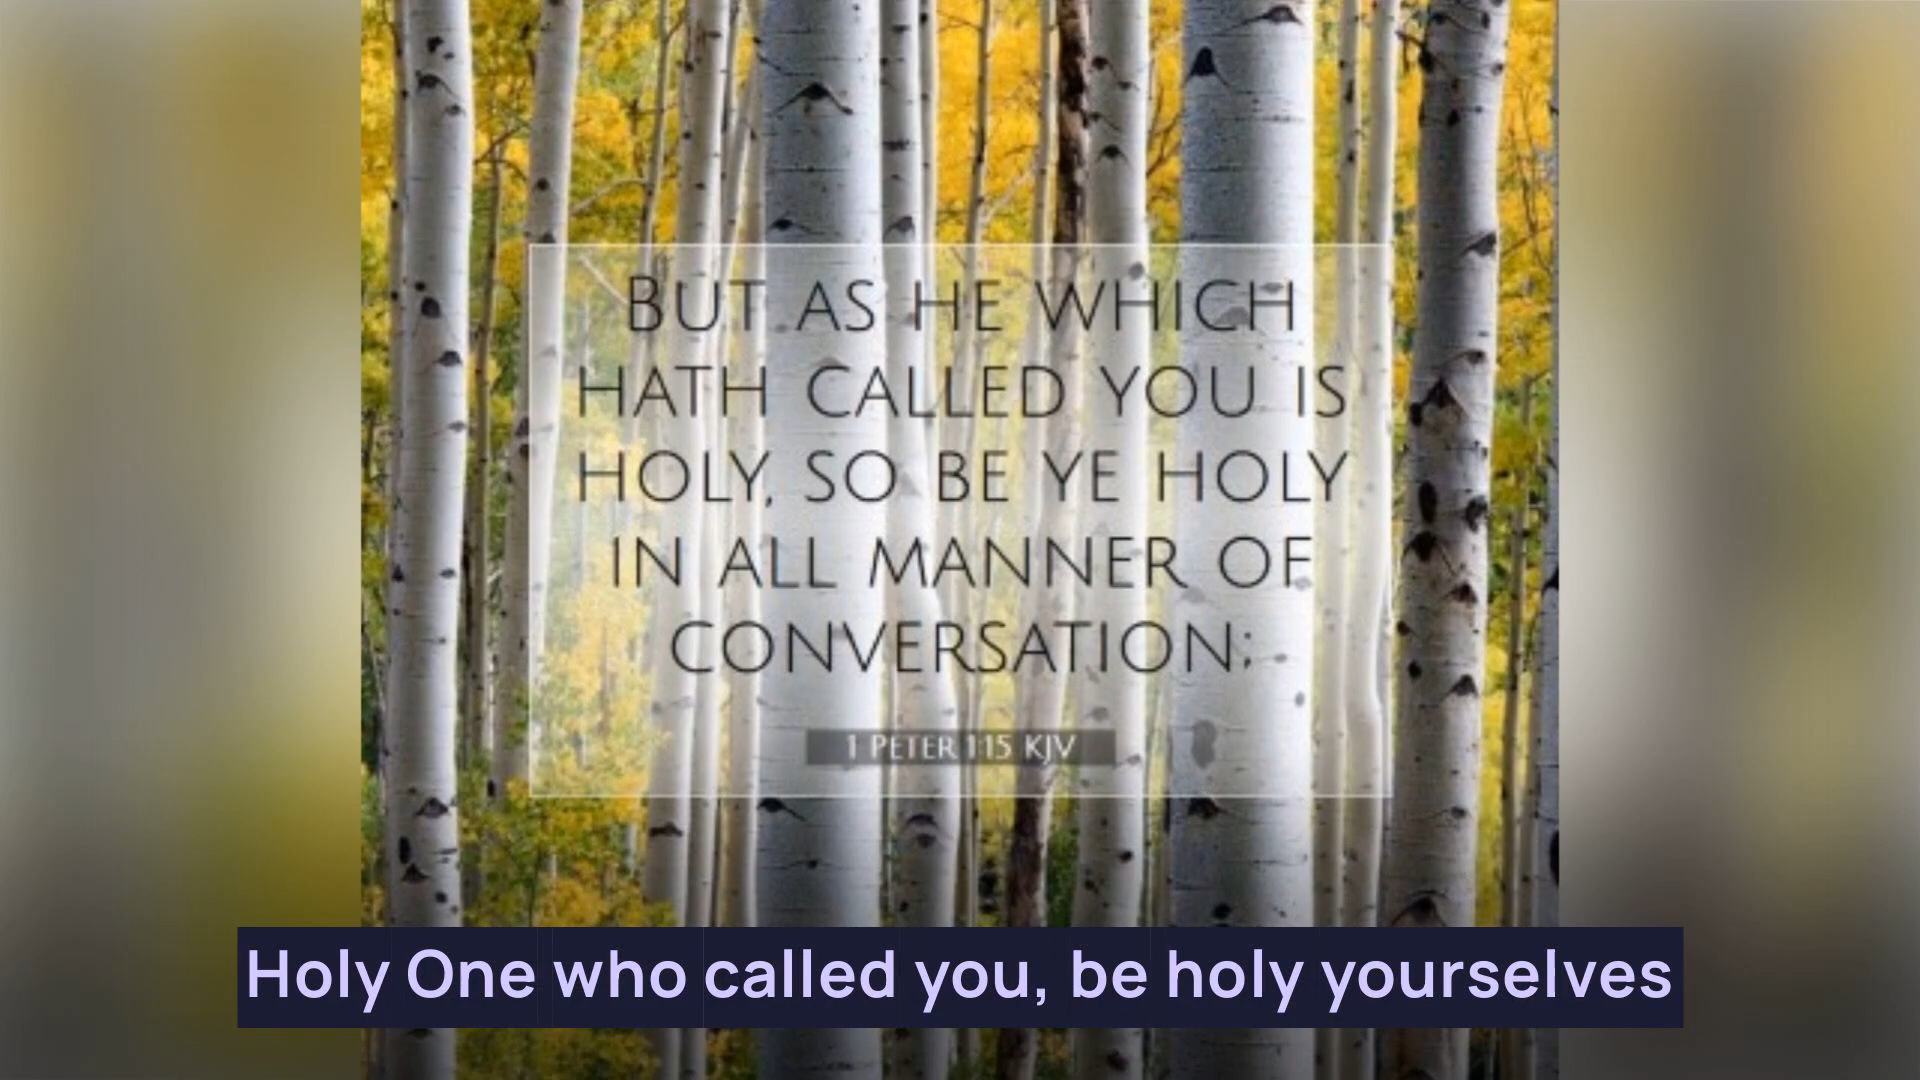 BUT AS HE WHICH
HATH CALLED YOU IS
HOLY, SO BE YE HOLY
IN ALL MANNER OF
CONVERSATION;
1 PETER 1:15 KJV
Holy One who called you, be holy yourselves